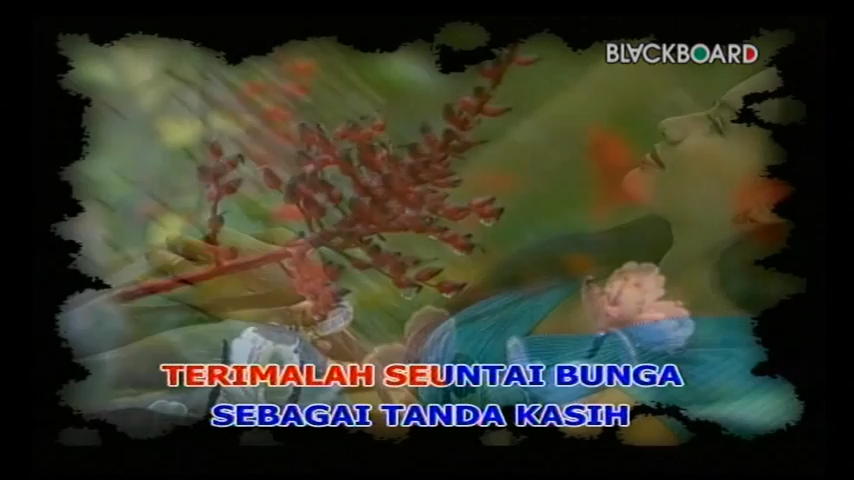 BLACKBOARD
TERIMALAH SEUNTAI BUNGA
SEBAGAI TANDA KASIH